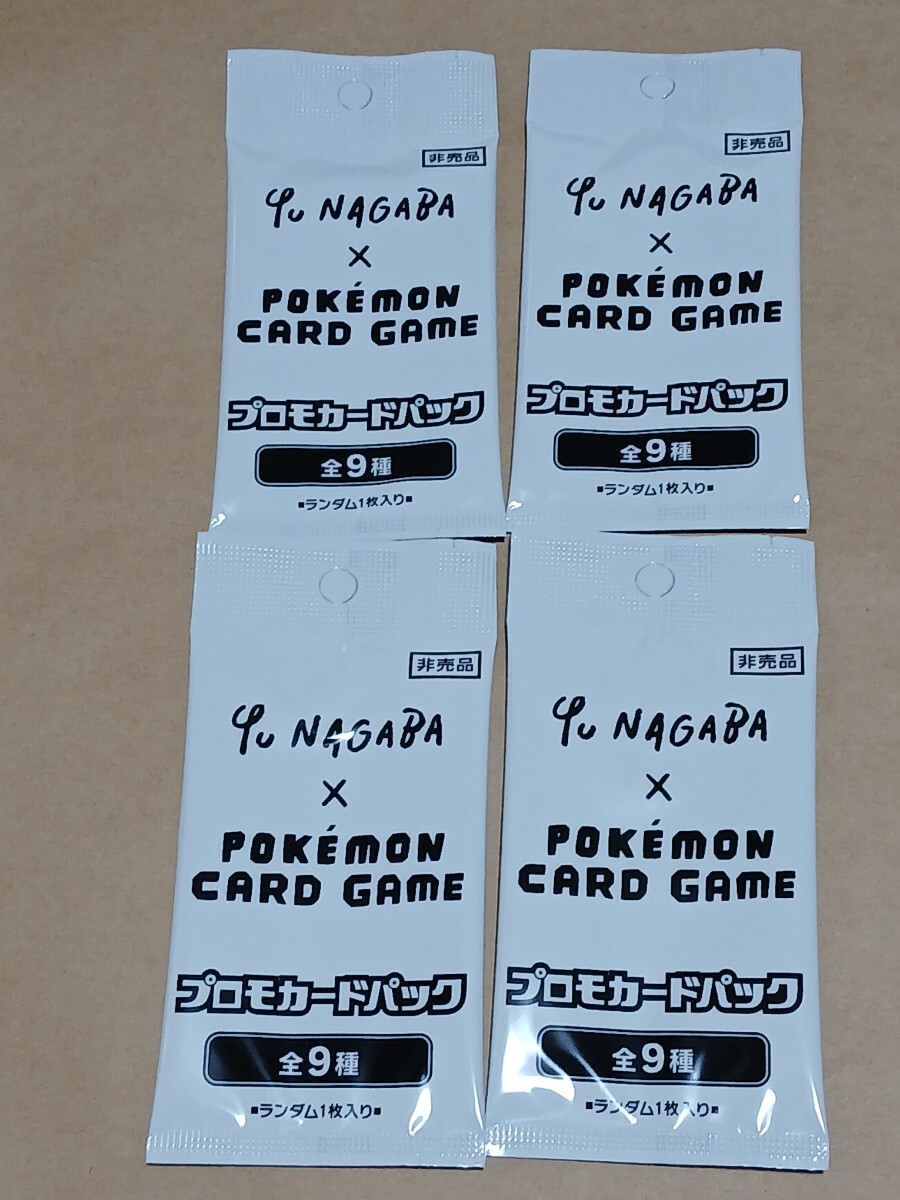 非売品
Yu NAGABA
×
POKÉMON
CARD GAME
プロモカードパック
全9種
■ランダム1枚入り■
非売品
Yu NAGABA
×
POKÉMON
CARD GAME
プロモカードパック
全9種
■ランダム1枚入り■
非売品
Yu NAGABA
×
POKÉMON
CARD GAME
プロモカードパック
全9種
■ランダム1枚入り■
非売品
Yu NAGABA
×
POKÉMON
CARD GAME
プロモカードパック
全9種
■ランダム1枚入り■